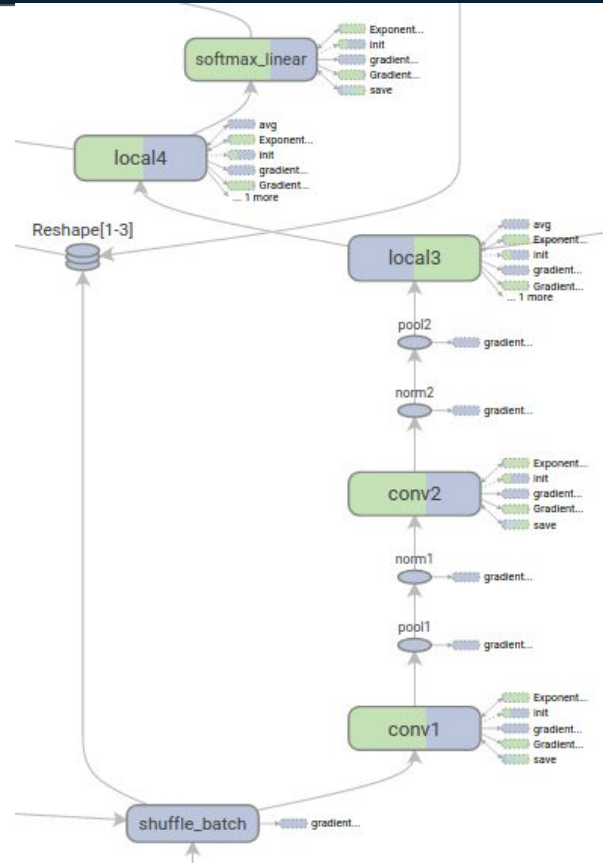 softmax_linear
Exponent...
init
gradient...
Gradient...
save
local4
avg
Exponent...
init
gradient...
Gradient...
... 1 more
Reshape[1-3]
local3
avg
Exponent...
init
gradient...
Gradient...
... 1 more
pool2
gradient...
norm2
gradient...
conv2
Exponent...
init
gradient...
Gradient...
save
norm1
gradient...
pool1
gradient...
conv1
Exponent...
init
gradient...
Gradient...
save
shuffle_batch
gradient...